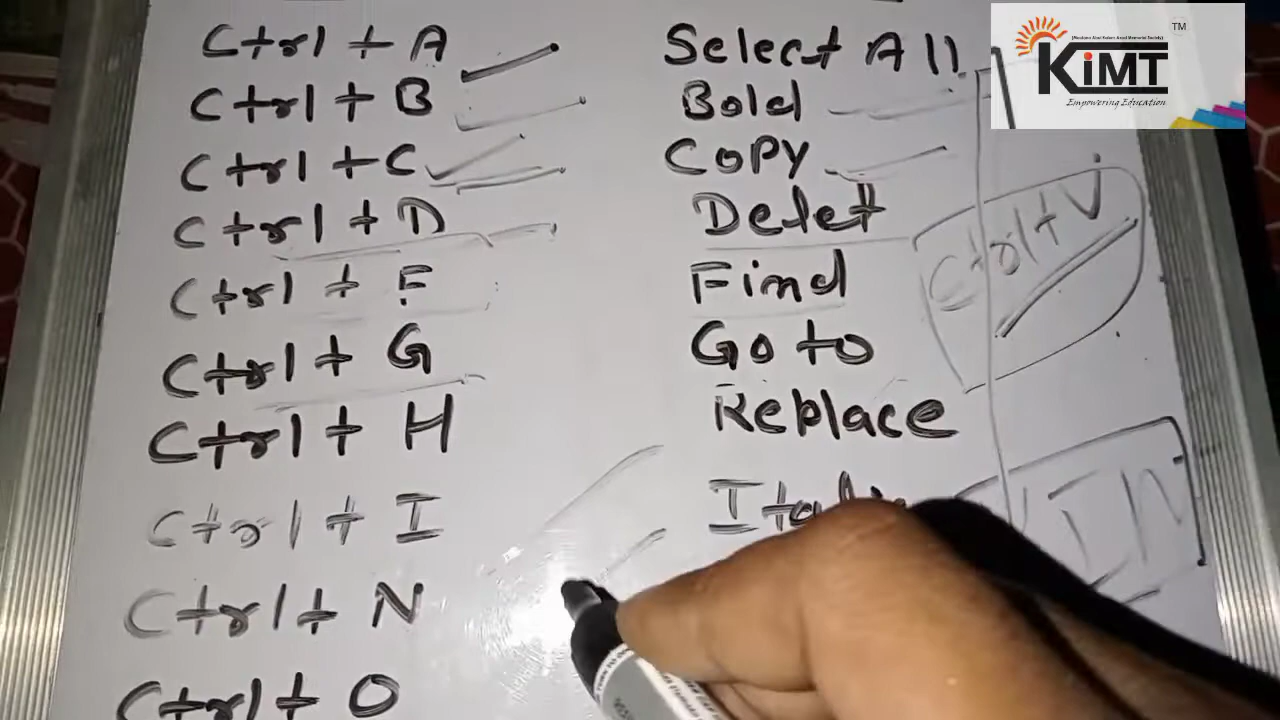 Ctrl + A Select All
Ctrl + B Bold
Ctrl + C Copy
Ctrl + D Delet
Ctrl + F Find
Ctrl + G Go to
Ctrl + H Replace
Ctrl + I
Ctrl + N
Ctrl + O
Ctrl + V
KiMT
TM
Empowering Education